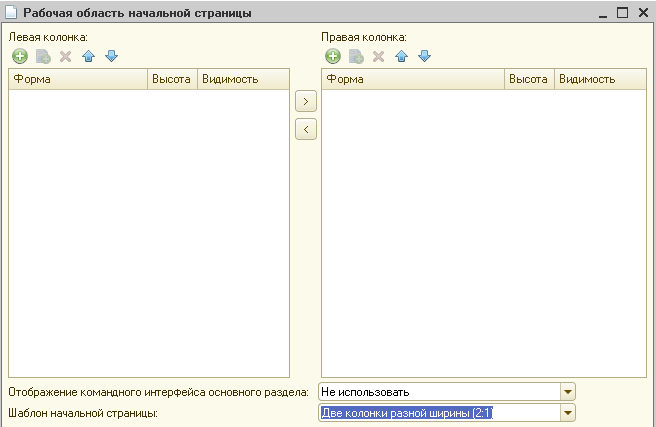 Рабочая область начальной страницы
Левая колонка:
Правая колонка:
Форма Высота Видимость
Форма Высота Видимость
Отображение командного интерфейса основного раздела: Не использовать
Шаблон начальной страницы: Две колонки разной ширины (2:1)